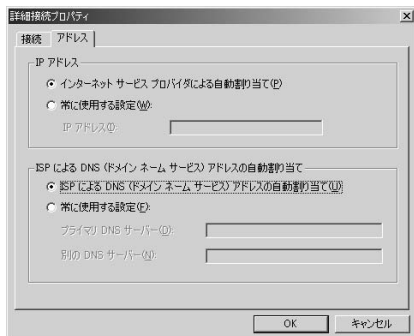 詳細接続プロパティ
接続 アドレス
IP アドレス
インターネット サービス プロバイダによる自動割り当て(P)
常に使用する設定(W):
IP アドレス(I):
ISP による DNS (ドメイン ネーム サービス) アドレスの自動割り当て
ISP による DNS (ドメイン ネーム サービス) アドレスの自動割り当て(U)
常に使用する設定(F):
プライマリ DNS サーバー(D):
別の DNS サーバー(N):
OK キャンセル